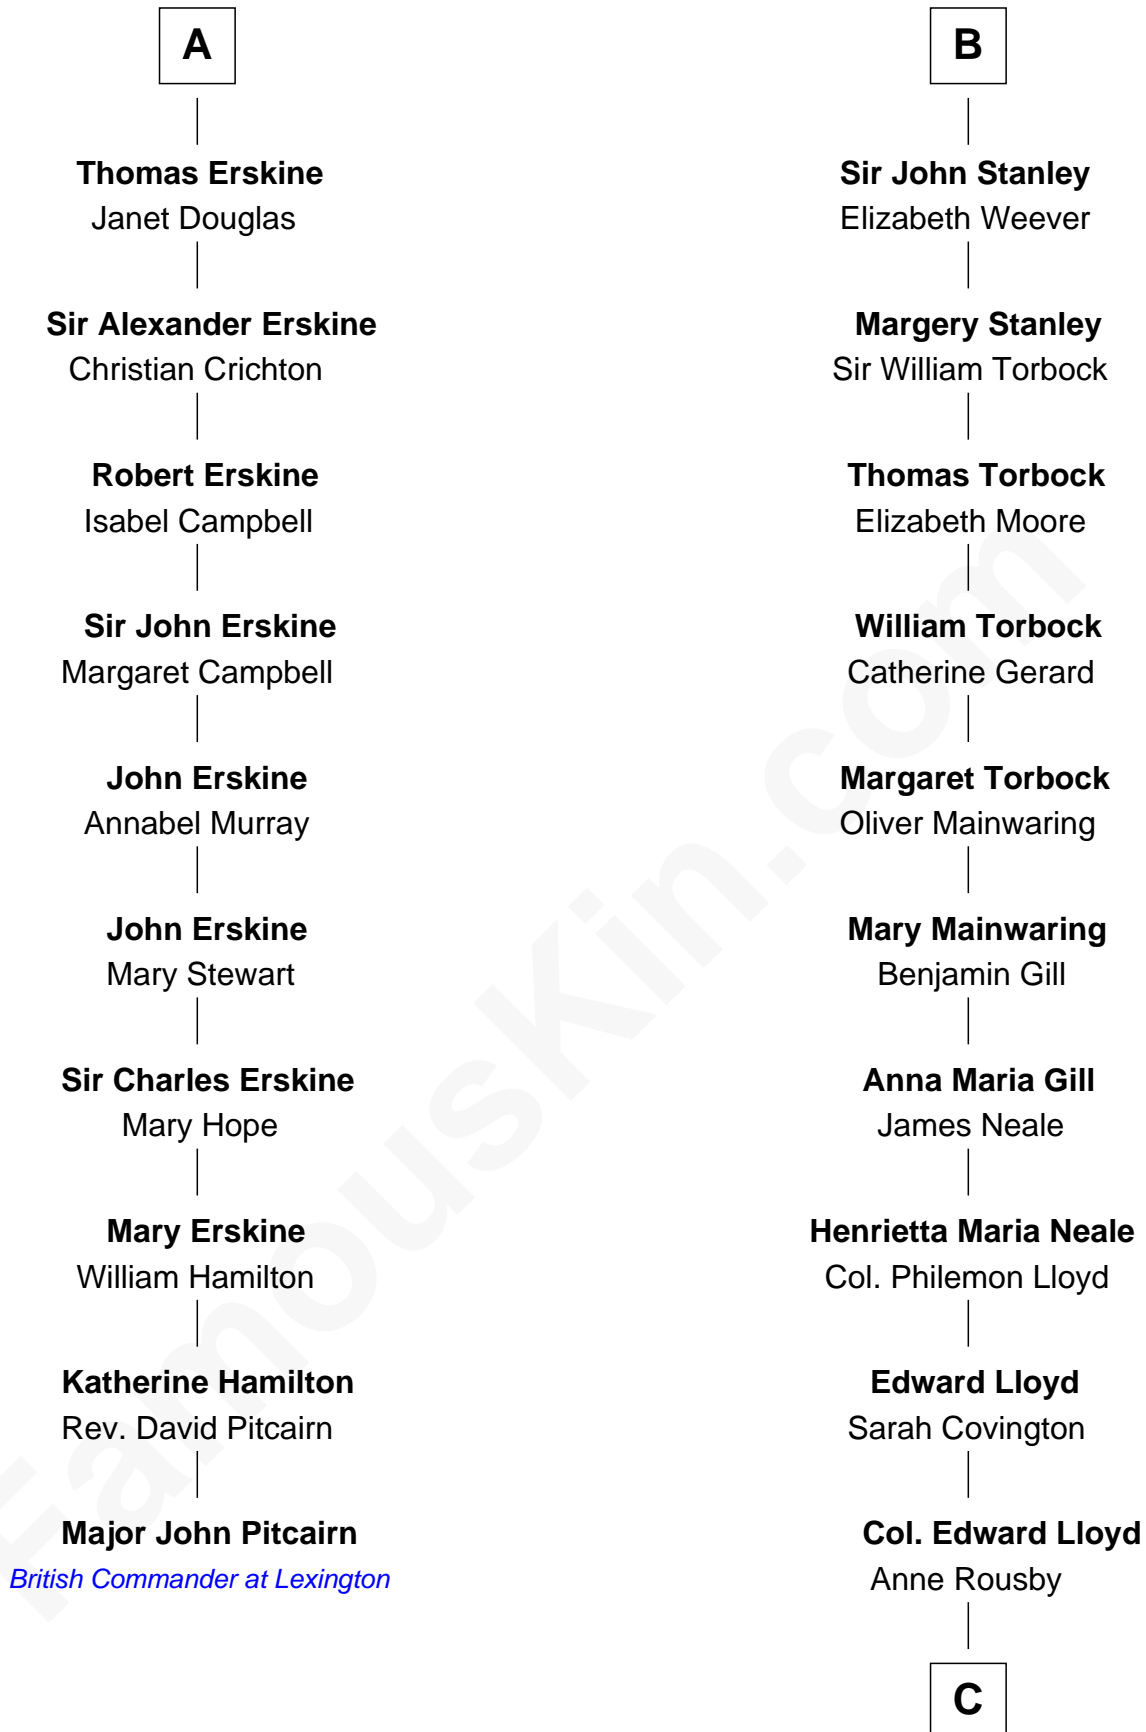 A
Thomas Erskine
Janet Douglas
Sir Alexander Erskine
Christian Crichton
Robert Erskine
Isabel Campbell
Sir John Erskine
Margaret Campbell
John Erskine
Annabel Murray
John Erskine
Mary Stewart
Sir Charles Erskine
Mary Hope
Mary Erskine
William Hamilton
Katherine Hamilton
Rev. David Pitcairn
Major John Pitcairn
British Commander at Lexington
B
Sir John Stanley
Elizabeth Weever
Margery Stanley
Sir William Torbock
Thomas Torbock
Elizabeth Moore
William Torbock
Catherine Gerard
Margaret Torbock
Oliver Mainwaring
Mary Mainwaring
Benjamin Gill
Anna Maria Gill
James Neale
Henrietta Maria Neale
Col. Philemon Lloyd
Edward Lloyd
Sarah Covington
Col. Edward Lloyd
Anne Rousby
C
FamousKin.com